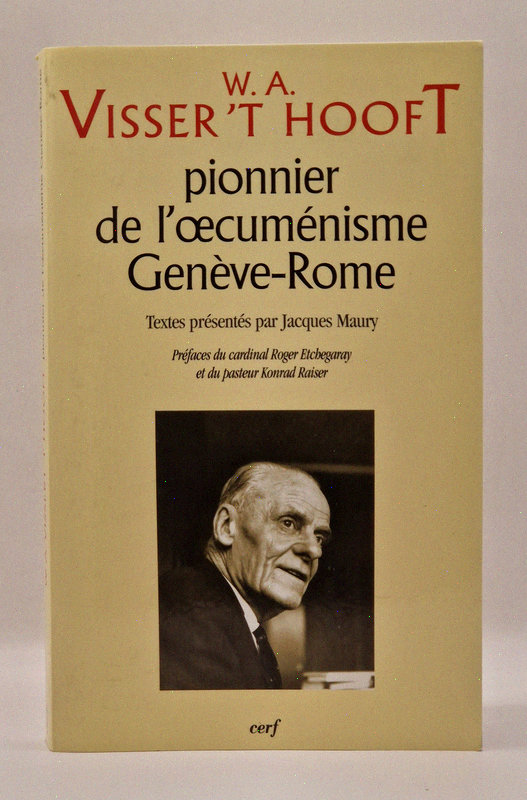 W. A.
VISSER 'T HOOFT
pionnier
de l'œcuménisme
Genève-Rome
Textes présentés par Jacques Maury
Préfaces du cardinal Roger Etchegaray
et du pasteur Konrad Raiser
cerf